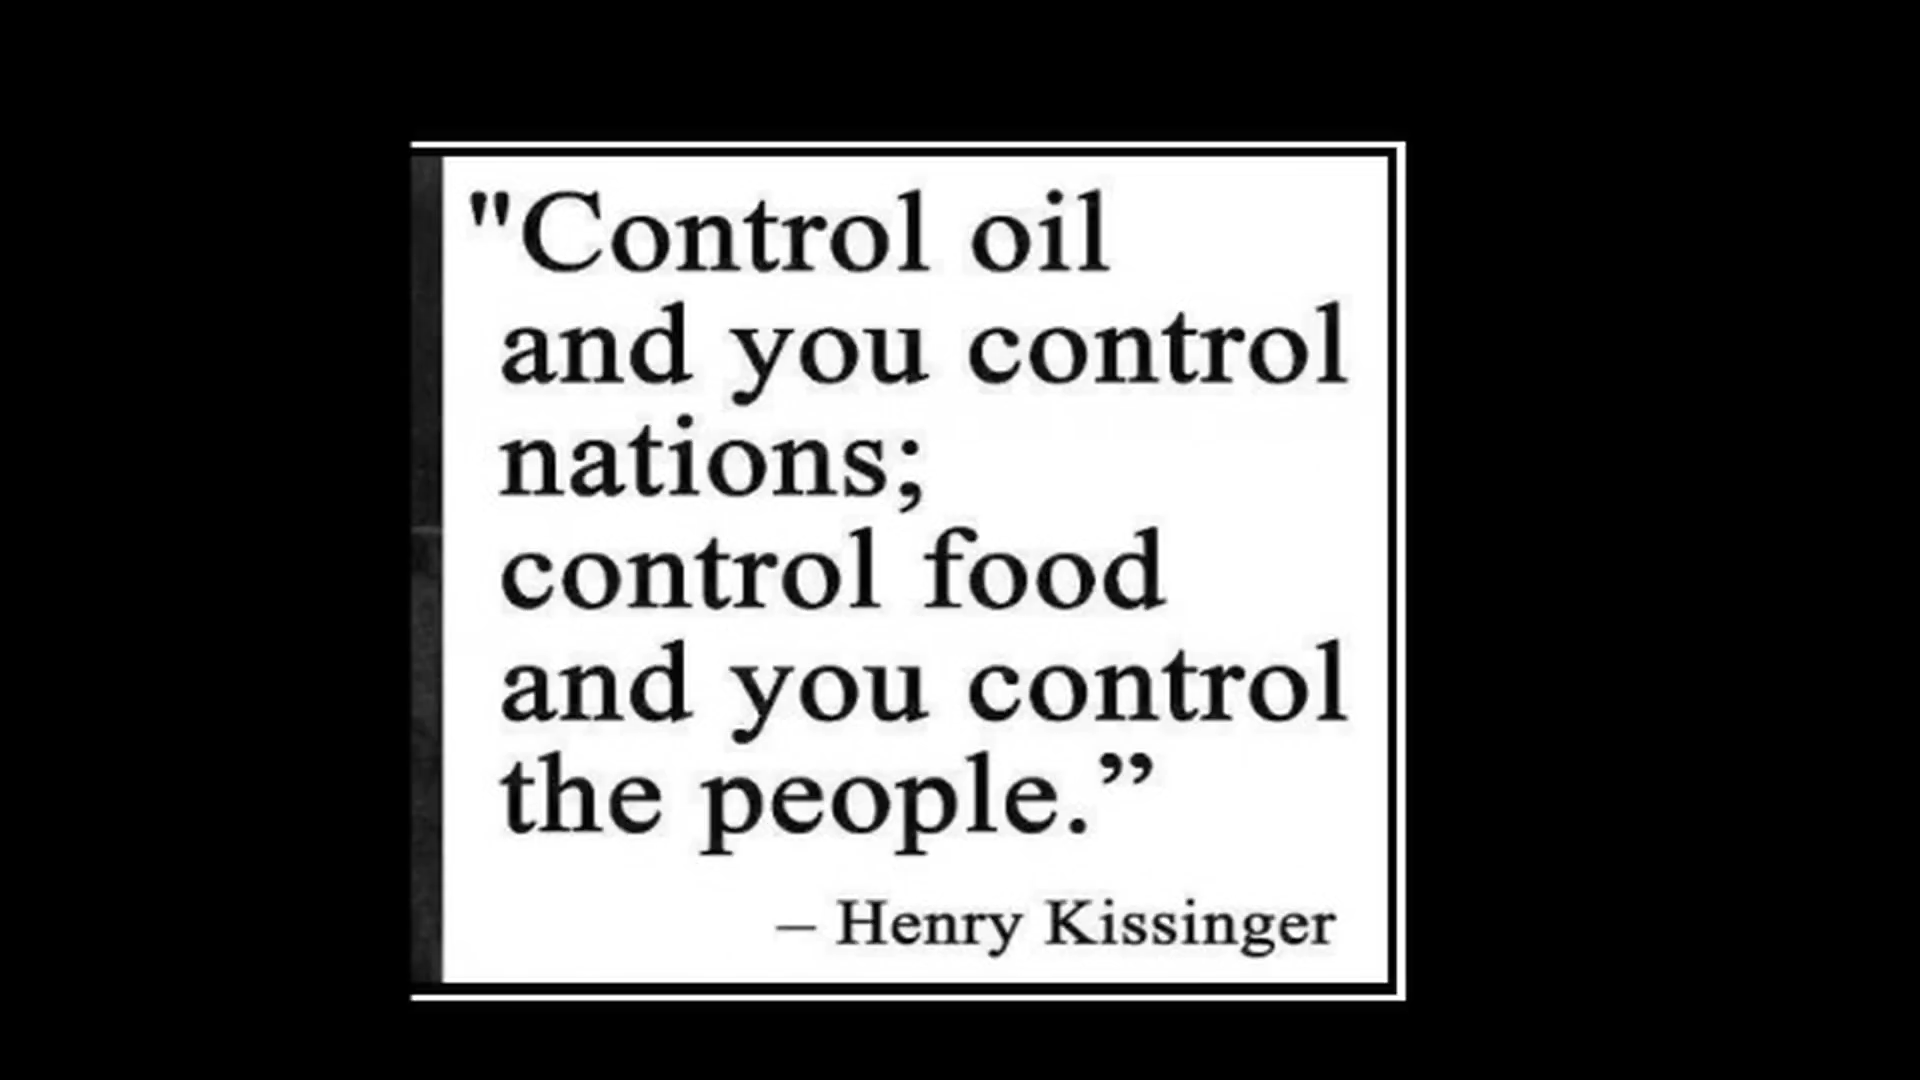 "Control oil
and you control
nations;
control food
and you control
the people.”
– Henry Kissinger